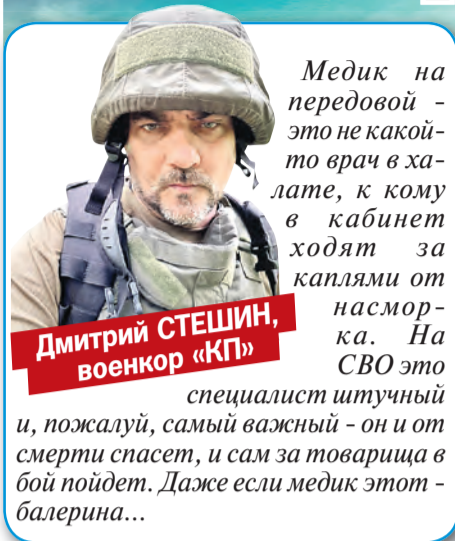 Медик на
передовой -
это не какой-
то врач в ха-
лате, к кому
в кабинет
ходят за
каплями от
насмор-
ка. На
СВО это
специалист штучный
и, пожалуй, самый важный - он и от
смерти спасет, и сам за товарища в
бой пойдет. Даже если медик этот -
балерина...
Дмитрий СТЕШИН,
военкор «КП»